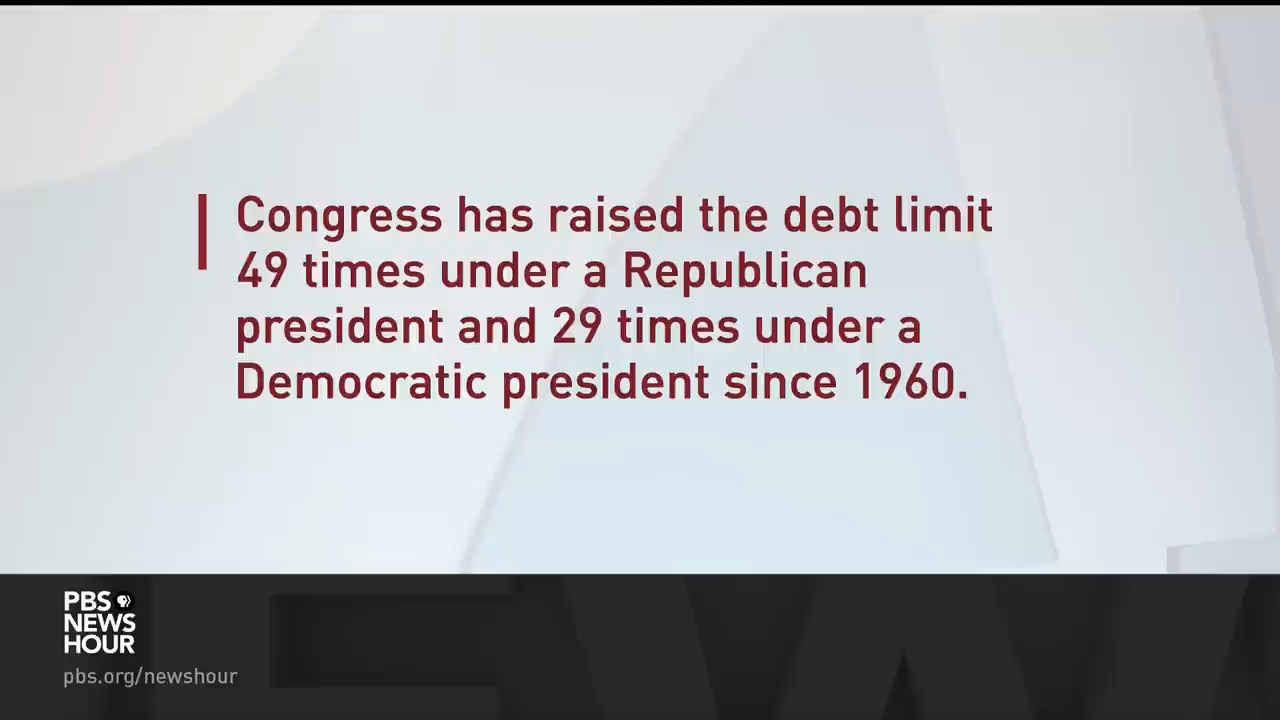 Congress has raised the debt limit
49 times under a Republican
president and 29 times under a
Democratic president since 1960.
PBS
NEWS
HOUR
pbs.org/newshour